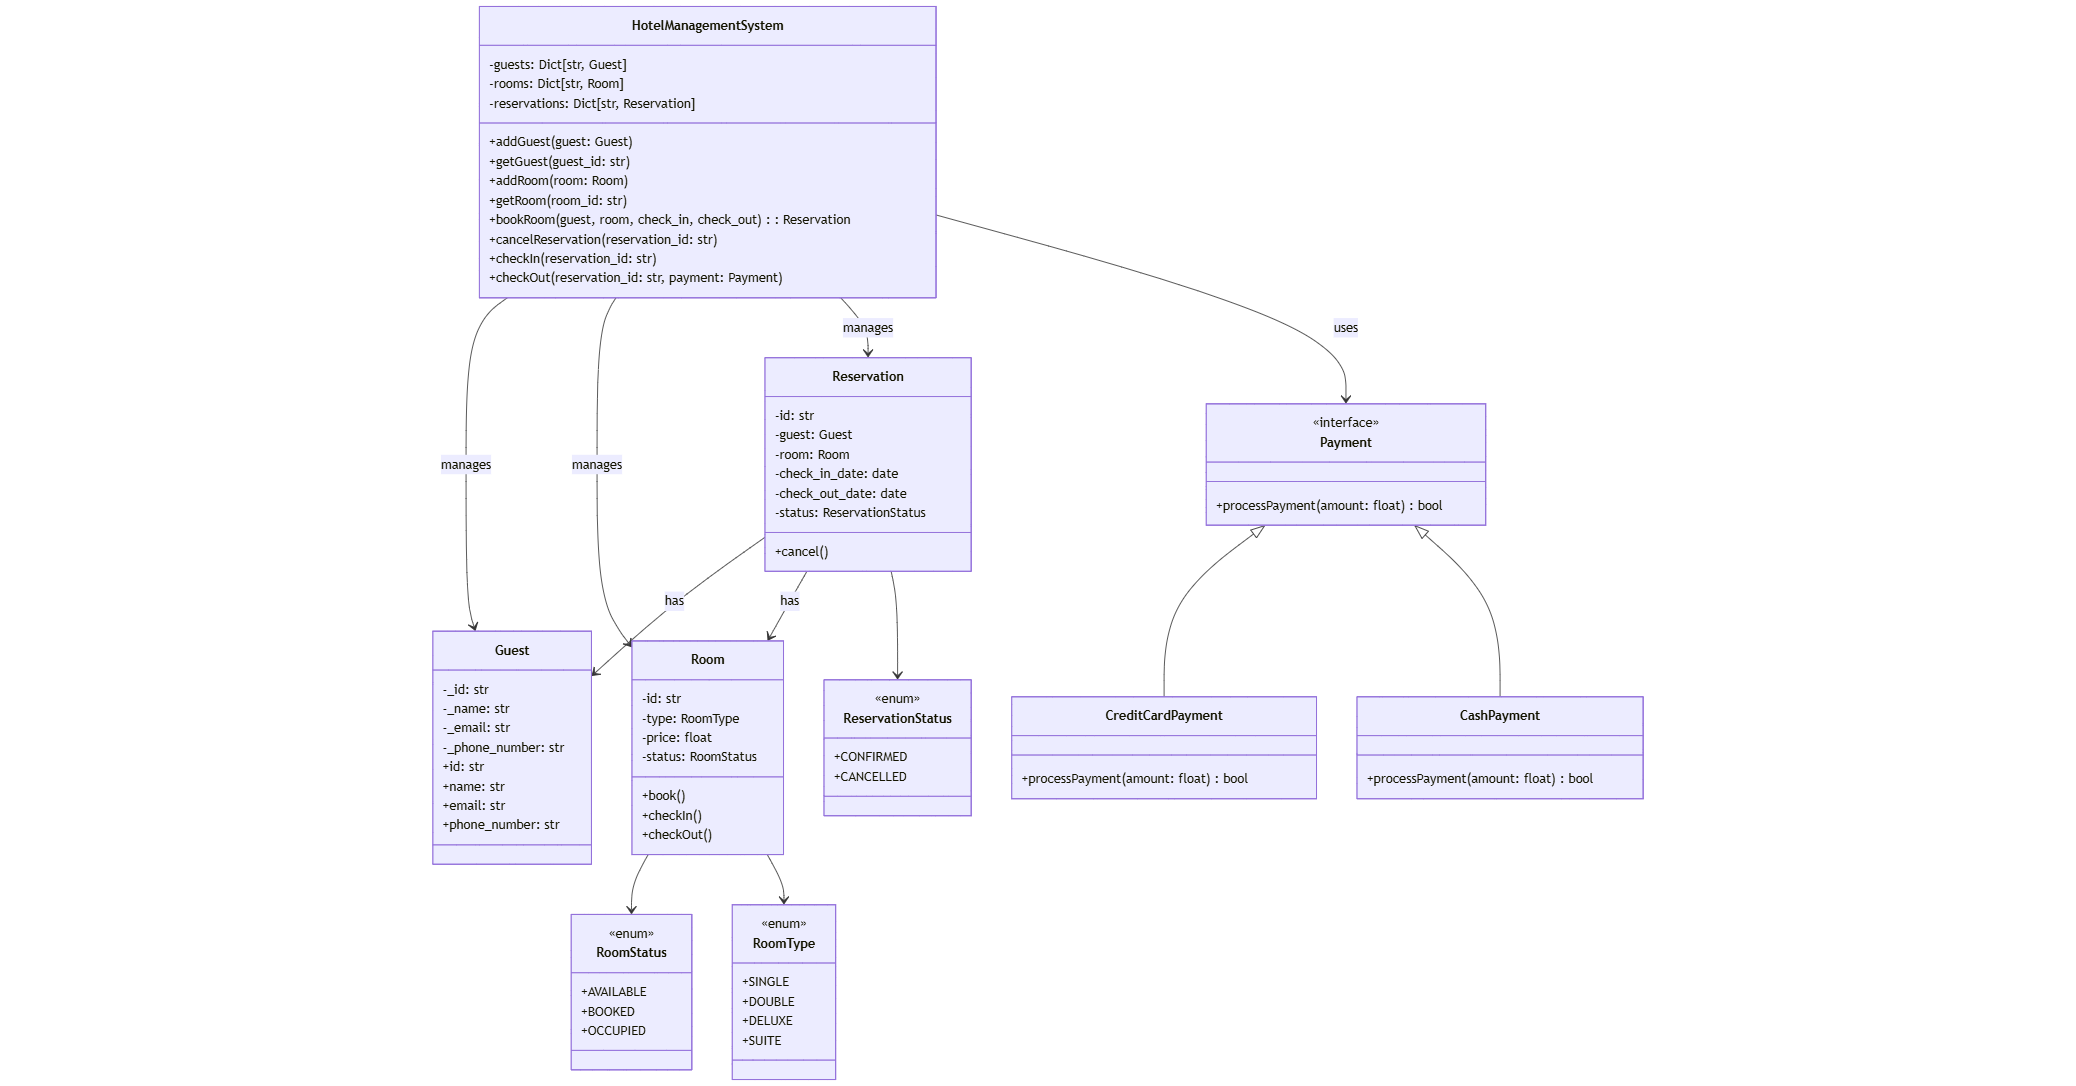 HotelManagementSystem
-guests: Dict[str, Guest]
-rooms: Dict[str, Room]
-reservations: Dict[str, Reservation]
+addGuest(guest: Guest)
+getGuest(guest_id: str)
+addRoom(room: Room)
+getRoom(room_id: str)
+bookRoom(guest, room, check_in, check_out) : : Reservation
+cancelReservation(reservation_id: str)
+checkIn(reservation_id: str)
+checkOut(reservation_id: str, payment: Payment)
manages
uses
Reservation
-id: str
-guest: Guest
-room: Room
-check_in_date: date
-check_out_date: date
-status: ReservationStatus
+cancel()
«interface»
Payment
+processPayment(amount: float) : bool
manages
manages
has
has
Guest
-_id: str
-_name: str
-_email: str
-_phone_number: str
+id: str
+name: str
+email: str
+phone_number: str
Room
-id: str
-type: RoomType
-price: float
-status: RoomStatus
+book()
+checkIn()
+checkOut()
«enum»
ReservationStatus
+CONFIRMED
+CANCELLED
CreditCardPayment
+processPayment(amount: float) : bool
CashPayment
+processPayment(amount: float) : bool
«enum»
RoomStatus
+AVAILABLE
+BOOKED
+OCCUPIED
«enum»
RoomType
+SINGLE
+DOUBLE
+DELUXE
+SUITE